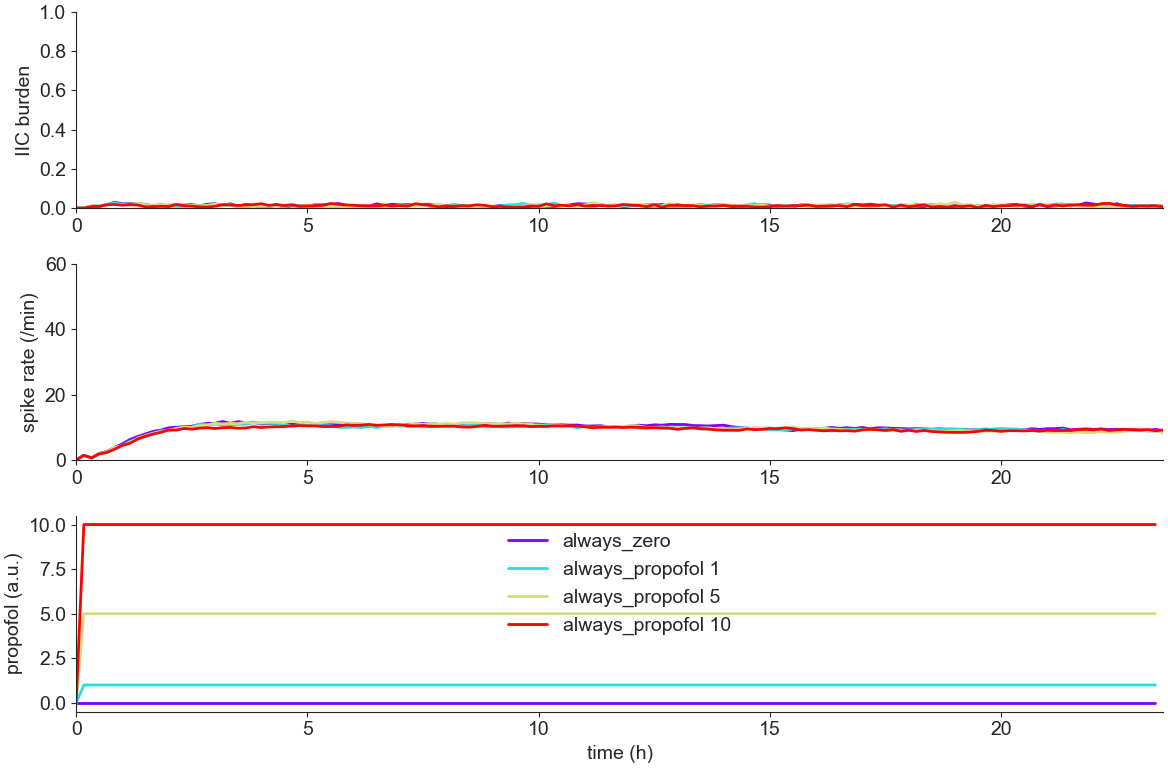 1.0
0.8
0.6
0.4
0.2
0.0
IIC burden
0 5 10 15 20
60
40
20
0
spike rate (/min)
0 5 10 15 20
10.0
7.5
5.0
2.5
0.0
propofol (a.u.)
always_zero
always_propofol 1
always_propofol 5
always_propofol 10
0 5 10 15 20
time (h)